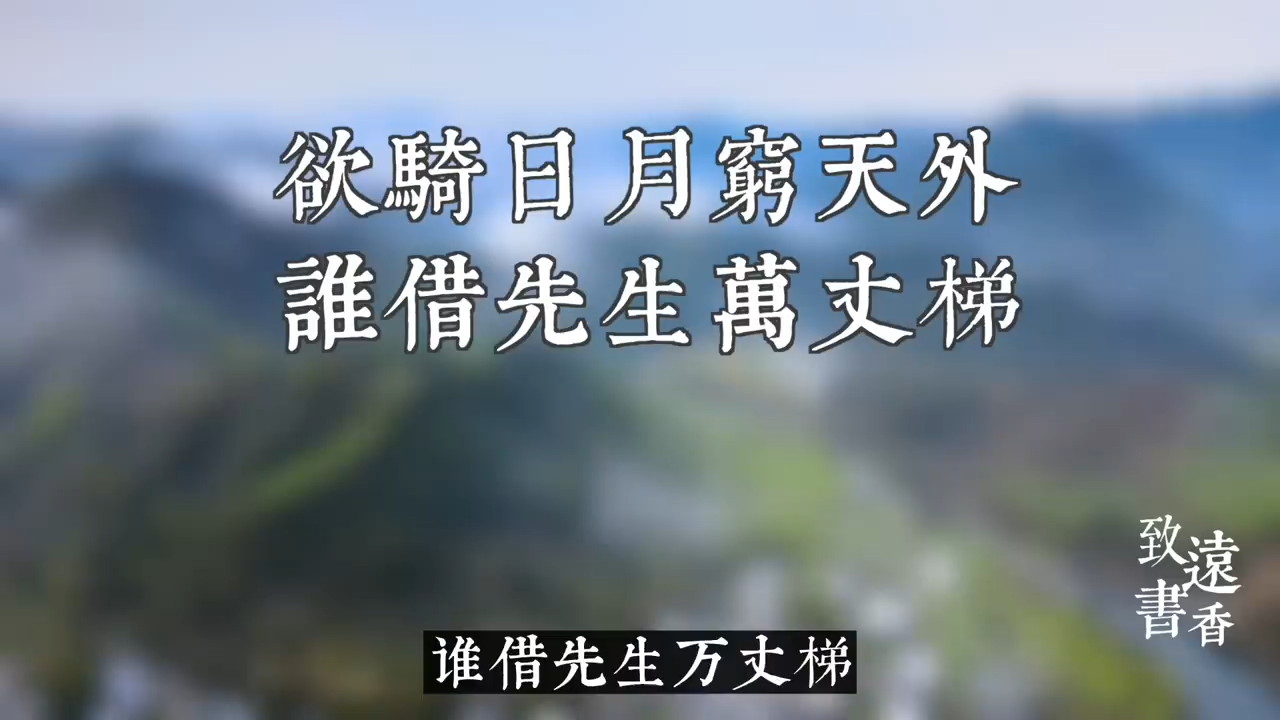 欲騎日月窮天外
誰借先生萬丈梯
致遠
書香
谁借先生万丈梯